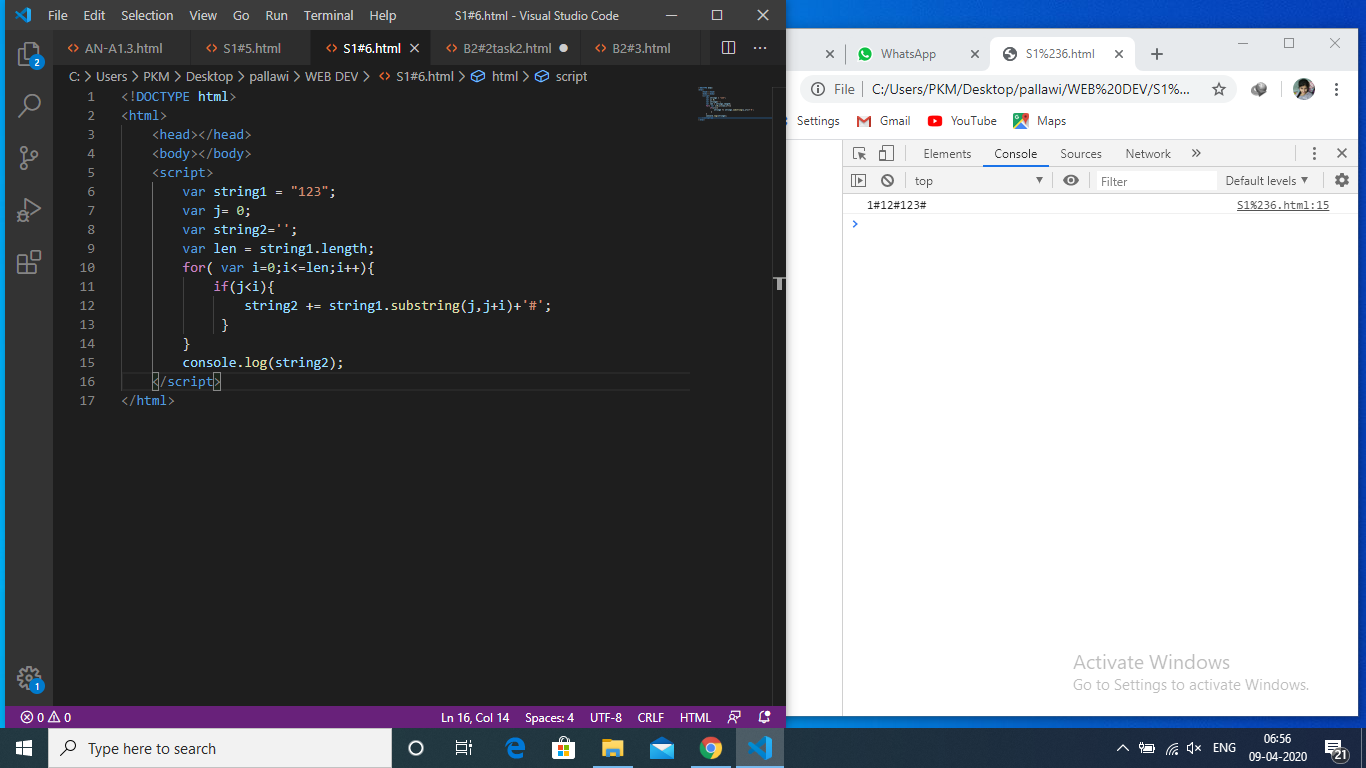 File Edit Selection View Go Run Terminal Help S1#6.html - Visual Studio Code
AN-A1.3.html S1#5.html S1#6.html B2#2task2.html B2#3.html
C: > Users > PKM > Desktop > pallawi > WEB DEV > S1#6.html > html > script
1 <!DOCTYPE html>
2 <html>
3 <head></head>
4 <body></body>
5 <script>
6 var string1 = "123";
7 var j= 0;
8 var string2='';
9 var len = string1.length;
10 for( var i=0;i<=len;i++){
11 if(j<i){
12 string2 += string1.substring(j,j+i)+'#';
13 }
14 }
15 console.log(string2);
16 </script>
17 </html>
2
1
0 0 Ln 16, Col 14 Spaces: 4 UTF-8 CRLF HTML
WhatsApp S1%236.html
File C:/Users/PKM/Desktop/pallawi/WEB%20DEV/S1%...
Settings Gmail YouTube Maps
Elements Console Sources Network »
top Filter Default levels
1#12#123# S1%236.html:15
Activate Windows
Go to Settings to activate Windows.
Type here to search ENG 06:56
09-04-2020 21